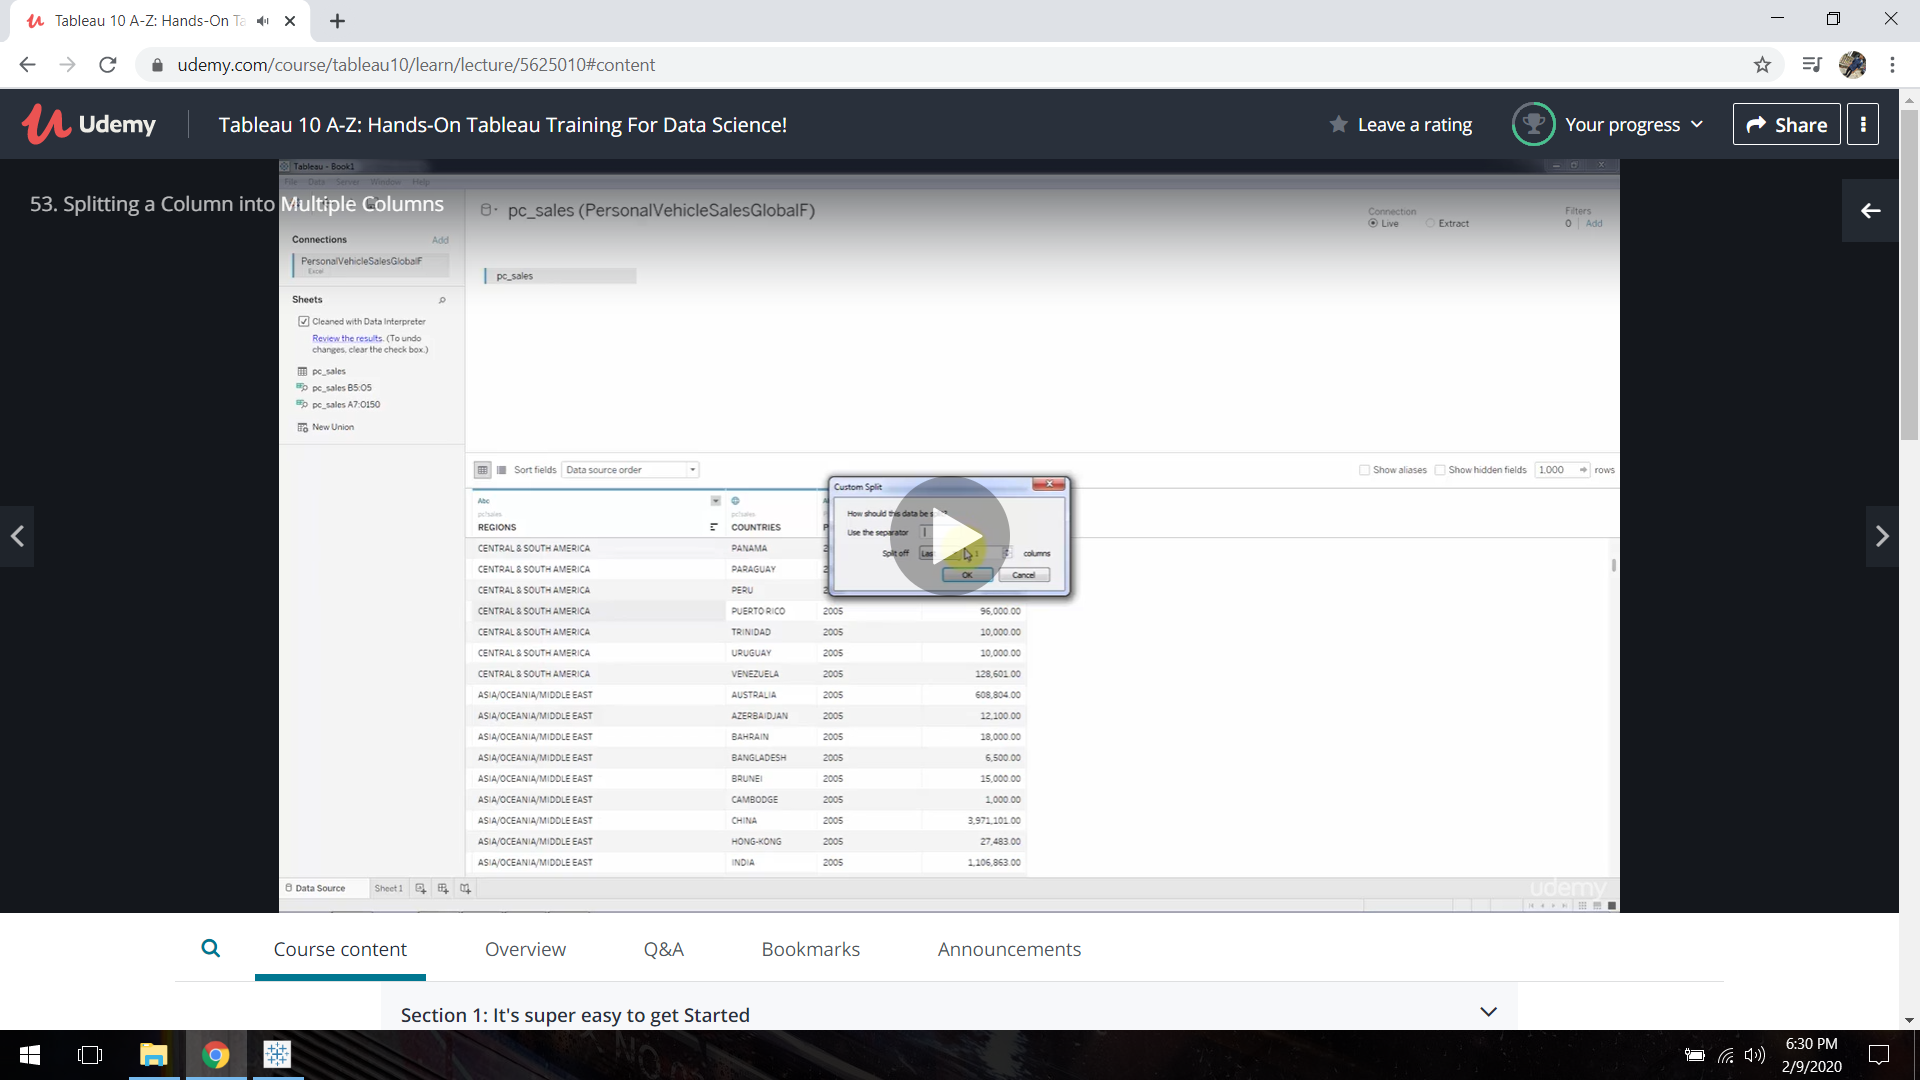 Tableau 10 A-Z: Hands-On Ta
udemy.com/course/tableau10/learn/lecture/5625010#content
Udemy
Tableau 10 A-Z: Hands-On Tableau Training For Data Science!
Leave a rating
Your progress
Share
Tableau - Book1
File Data Server Window Help
53. Splitting a Column into Multiple Columns
pc_sales (PersonalVehicleSalesGlobalF)
Connection
Live Extract
Filters
0 Add
Connections Add
PersonalVehicleSalesGlobalF
Excel
pc_sales
Sheets
Cleaned with Data Interpreter
Review the results. (To undo
changes, clear the check box.)
pc_sales
pc_sales B5:O5
pc_sales A7:O150
New Union
Sort fields Data source order
Show aliases Show hidden fields 1,000 rows
Custom Split
How should this data be
Use the separator
Split off columns
OK Cancel
Abc
pc!sales pc!sales
REGIONS COUNTRIES
CENTRAL & SOUTH AMERICA PANAMA
CENTRAL & SOUTH AMERICA PARAGUAY
CENTRAL & SOUTH AMERICA PERU
CENTRAL & SOUTH AMERICA PUERTO RICO 2005 96,000.00
CENTRAL & SOUTH AMERICA TRINIDAD 2005 10,000.00
CENTRAL & SOUTH AMERICA URUGUAY 2005 10,000.00
CENTRAL & SOUTH AMERICA VENEZUELA 2005 128,601.00
ASIA/OCEANIA/MIDDLE EAST AUSTRALIA 2005 608,804.00
ASIA/OCEANIA/MIDDLE EAST AZERBAIDJAN 2005 12,100.00
ASIA/OCEANIA/MIDDLE EAST BAHRAIN 2005 18,000.00
ASIA/OCEANIA/MIDDLE EAST BANGLADESH 2005 6,500.00
ASIA/OCEANIA/MIDDLE EAST BRUNEI 2005 15,000.00
ASIA/OCEANIA/MIDDLE EAST CAMBODGE 2005 1,000.00
ASIA/OCEANIA/MIDDLE EAST CHINA 2005 3,971,101.00
ASIA/OCEANIA/MIDDLE EAST HONG-KONG 2005 27,483.00
ASIA/OCEANIA/MIDDLE EAST INDIA 2005 1,106,863.00
Data Source Sheet 1
udemy
Course content Overview Q&A Bookmarks Announcements
Section 1: It's super easy to get Started
6:30 PM
2/9/2020